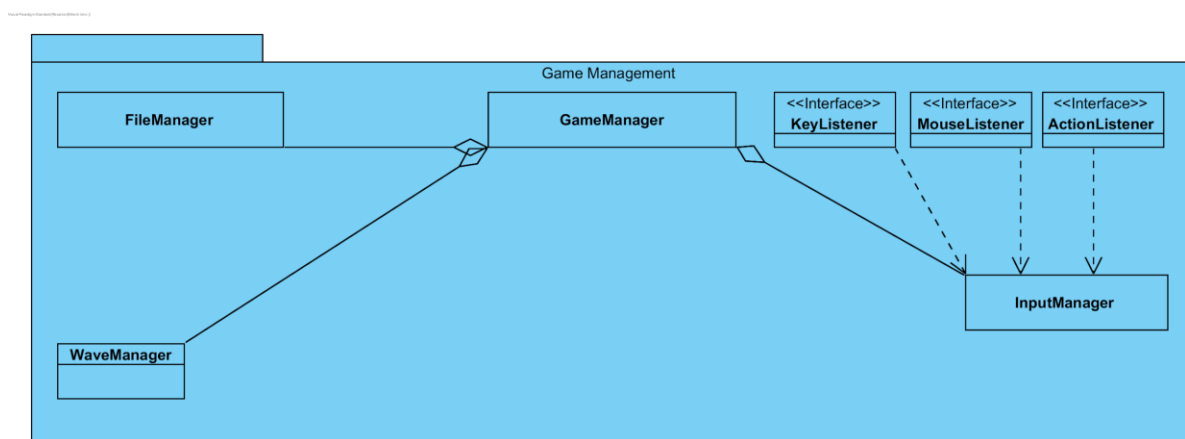 Game Management
FileManager
GameManager
<<Interface>>
KeyListener
<<Interface>>
MouseListener
<<Interface>>
ActionListener
InputManager
WaveManager